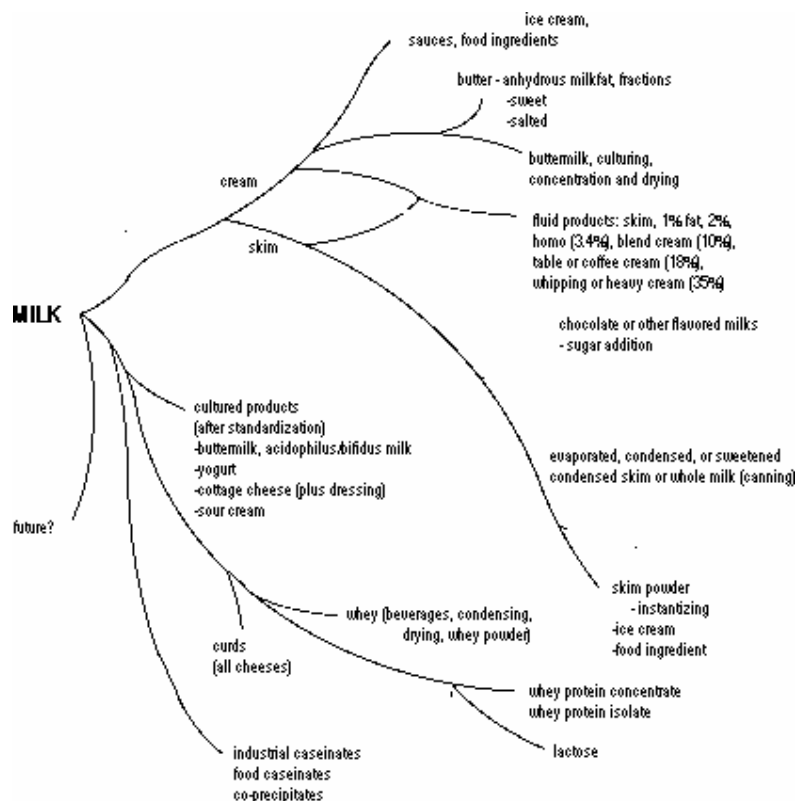 ice cream,
sauces, food ingredients
butter - anhydrous milkfat, fractions
-sweet
-salted
buttermilk, culturing,
concentration and drying
cream
skim
fluid products: skim, 1% fat, 2%,
homo (3.4%), blend cream (10%),
table or coffee cream (18%),
whipping or heavy cream (35%)
chocolate or other flavored milks
- sugar addition
MILK
cultured products
(after standardization)
-buttermilk, acidophilus/bifidus milk
-yogurt
-cottage cheese (plus dressing)
-sour cream
evaporated, condensed, or sweetened
condensed skim or whole milk (canning)
future?
skim powder
- instantizing
-ice cream
-food ingredient
whey (beverages, condensing,
drying, whey powder)
curds
(all cheeses)
whey protein concentrate
whey protein isolate
lactose
industrial caseinates
food caseinates
co-precipitates